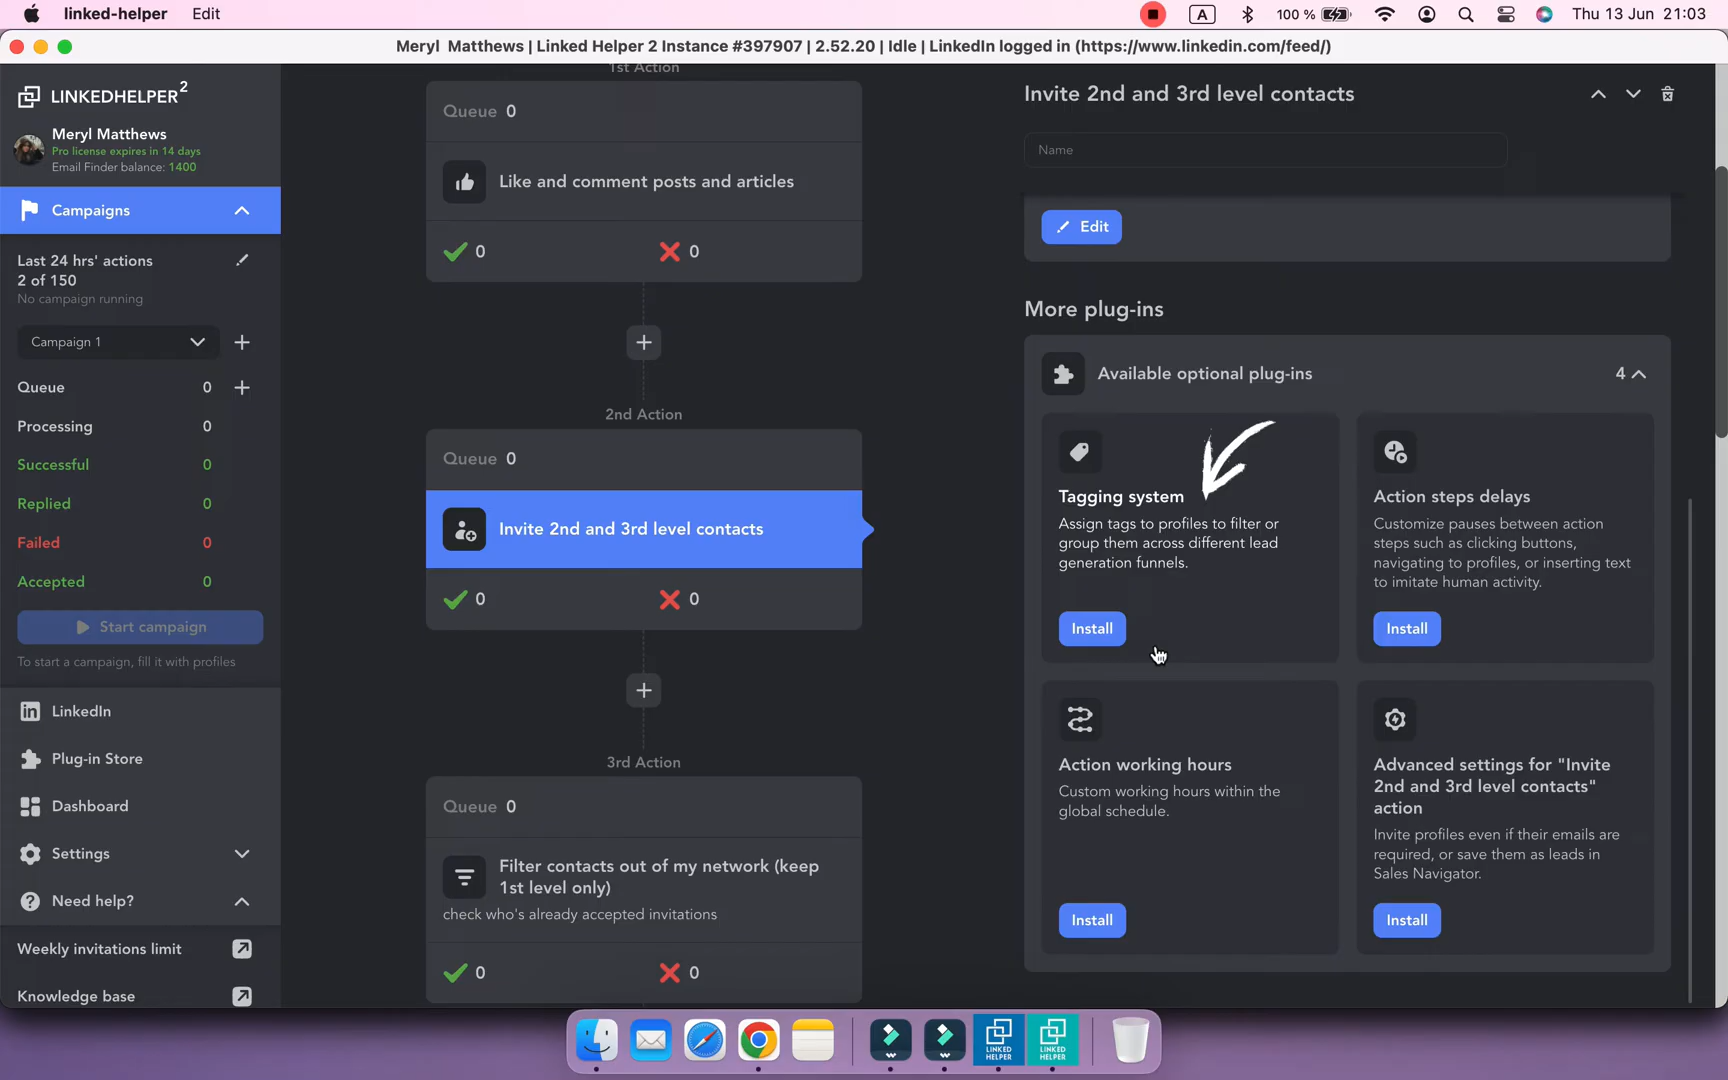 linked-helper Edit A 100 % Thu 13 Jun 21:03
Meryl Matthews | Linked Helper 2 Instance #397907 | 2.52.20 | Idle | LinkedIn logged in (https://www.linkedin.com/feed/)
LINKEDHELPER2
Meryl Matthews
Pro license expires in 14 days
Email Finder balance: 1400
Campaigns
Last 24 hrs' actions
2 of 150
No campaign running
Campaign 1
Queue 0
Processing 0
Successful 0
Replied 0
Failed 0
Accepted 0
Start campaign
To start a campaign, fill it with profiles
LinkedIn
Plug-in Store
Dashboard
Settings
Need help?
Weekly invitations limit
Knowledge base
1st Action
Queue 0
Like and comment posts and articles
0 0
2nd Action
Queue 0
Invite 2nd and 3rd level contacts
0 0
3rd Action
Queue 0
Filter contacts out of my network (keep
1st level only)
check who's already accepted invitations
0 0
Invite 2nd and 3rd level contacts
Name
Edit
More plug-ins
Available optional plug-ins 4
Tagging system
Assign tags to profiles to filter or
group them across different lead
generation funnels.
Install
Action steps delays
Customize pauses between action
steps such as clicking buttons,
navigating to profiles, or inserting text
to imitate human activity.
Install
Action working hours
Custom working hours within the
global schedule.
Install
Advanced settings for "Invite
2nd and 3rd level contacts"
action
Invite profiles even if their emails are
required, or save them as leads in
Sales Navigator.
Install
LINKED
HELPER
LINKED
HELPER